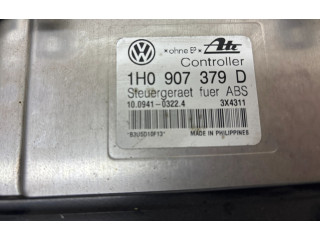 *ohne EP* Ate
Controller
1H0 907 379 D
Steuergeraet fuer ABS
10.0941-0322.4 3X4311
MADE IN PHILIPPINES